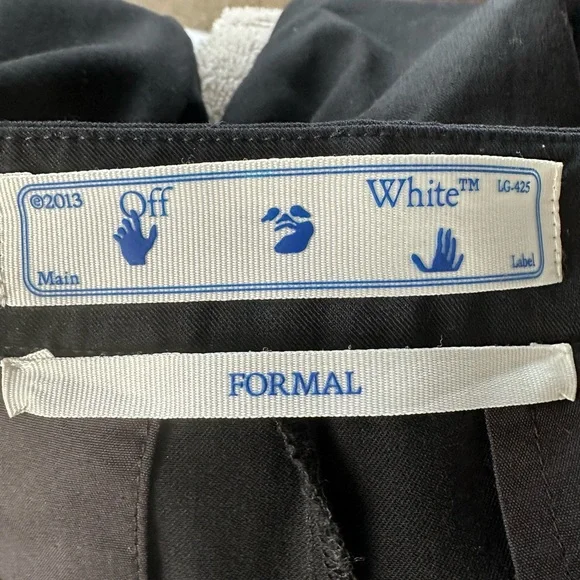 ©2013 Off White™ LG-425
Main Label
FORMAL